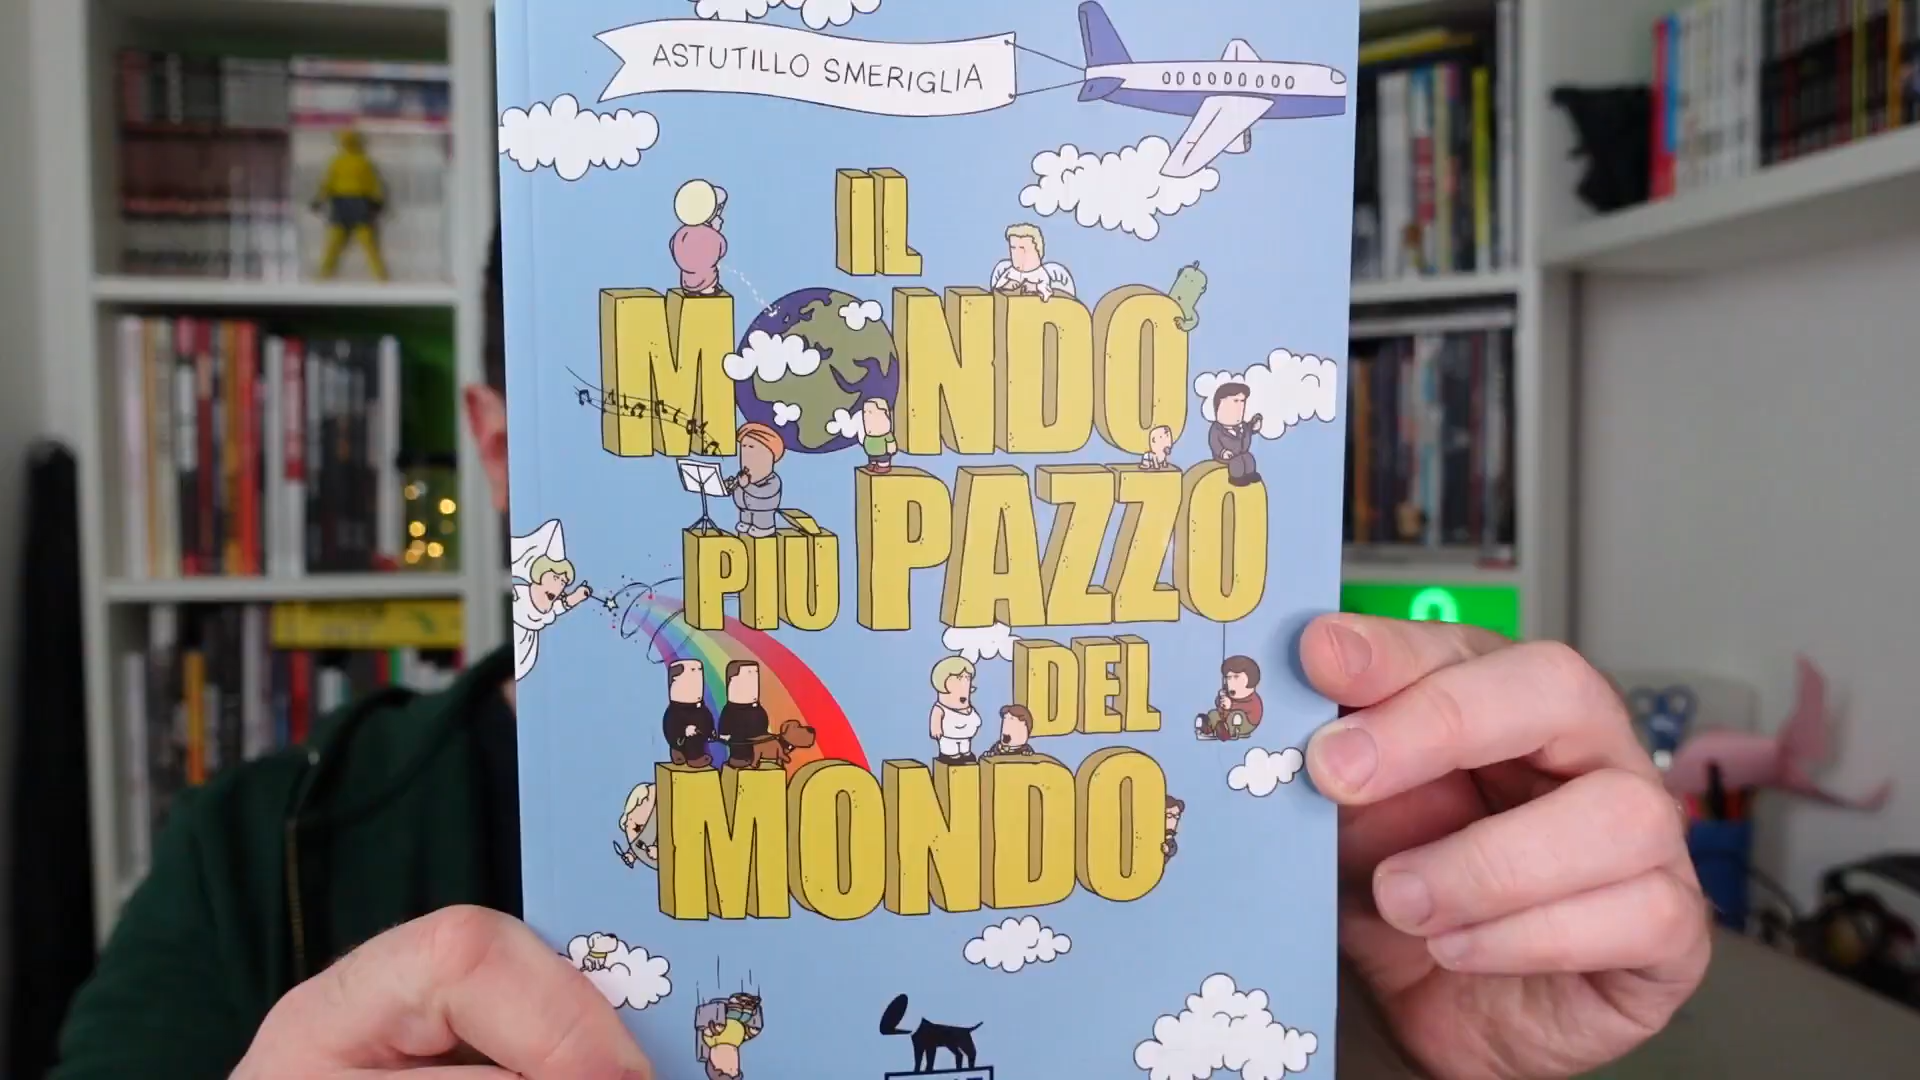 ASTUTILLO SMERIGLIA
IL
MONDO
PIÙ PAZZO
DEL
MONDO